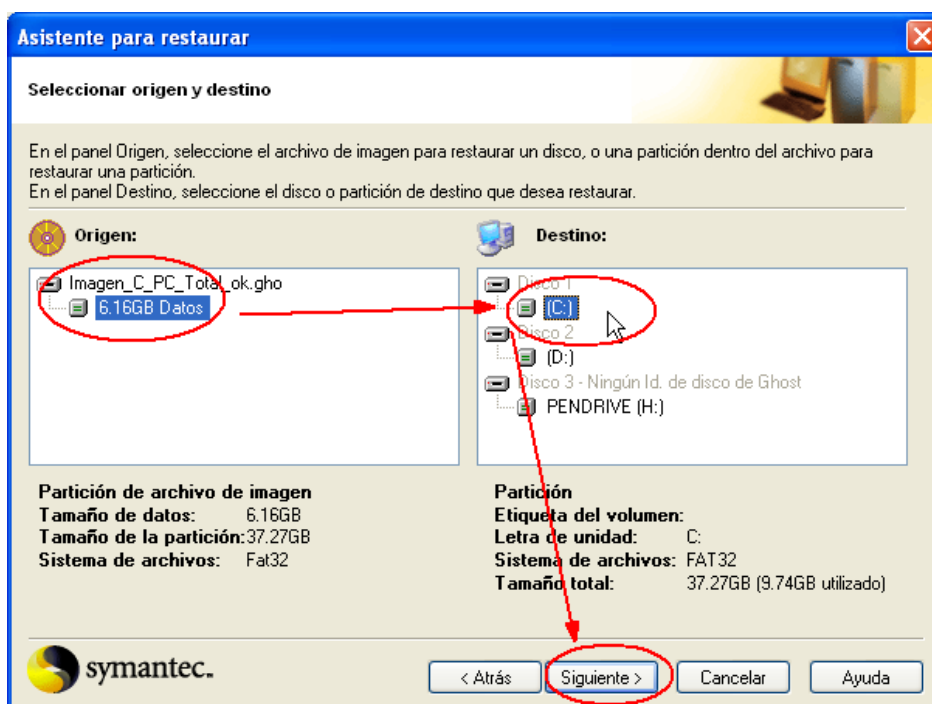 Asistente para restaurar
Seleccionar origen y destino
En el panel Origen, seleccione el archivo de imagen para restaurar un disco, o una partición dentro del archivo para
restaurar una partición.
En el panel Destino, seleccione el disco o partición de destino que desea restaurar.
Origen:
Imagen_C_PC_Total_ok.gho
6.16GB Datos
Destino:
Disco 1
(C:)
Disco 2
(D:)
Disco 3 - Ningún Id. de disco de Ghost
PENDRIVE (H:)
Partición de archivo de imagen
Tamaño de datos: 6.16GB
Tamaño de la partición: 37.27GB
Sistema de archivos: Fat32
Partición
Etiqueta del volumen:
Letra de unidad: C:
Sistema de archivos: FAT32
Tamaño total: 37.27GB (9.74GB utilizado)
symantec.
< Atrás Siguiente > Cancelar Ayuda